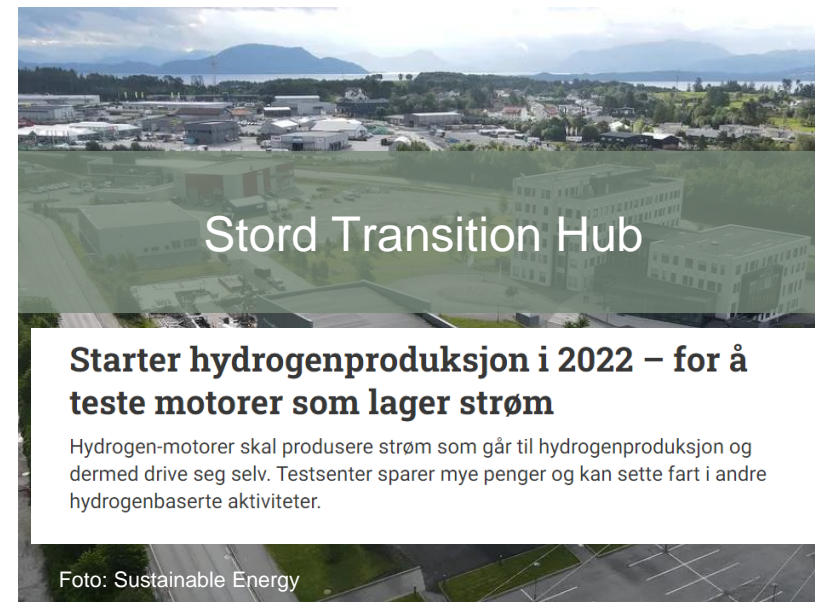 Stord Transition Hub
Starter hydrogenproduksjon i 2022 – for å
teste motorer som lager strøm
Hydrogen-motorer skal produsere strøm som går til hydrogenproduksjon og
dermed drive seg selv. Testsenter sparer mye penger og kan sette fart i andre
hydrogenbaserte aktiviteter.
Foto: Sustainable Energy